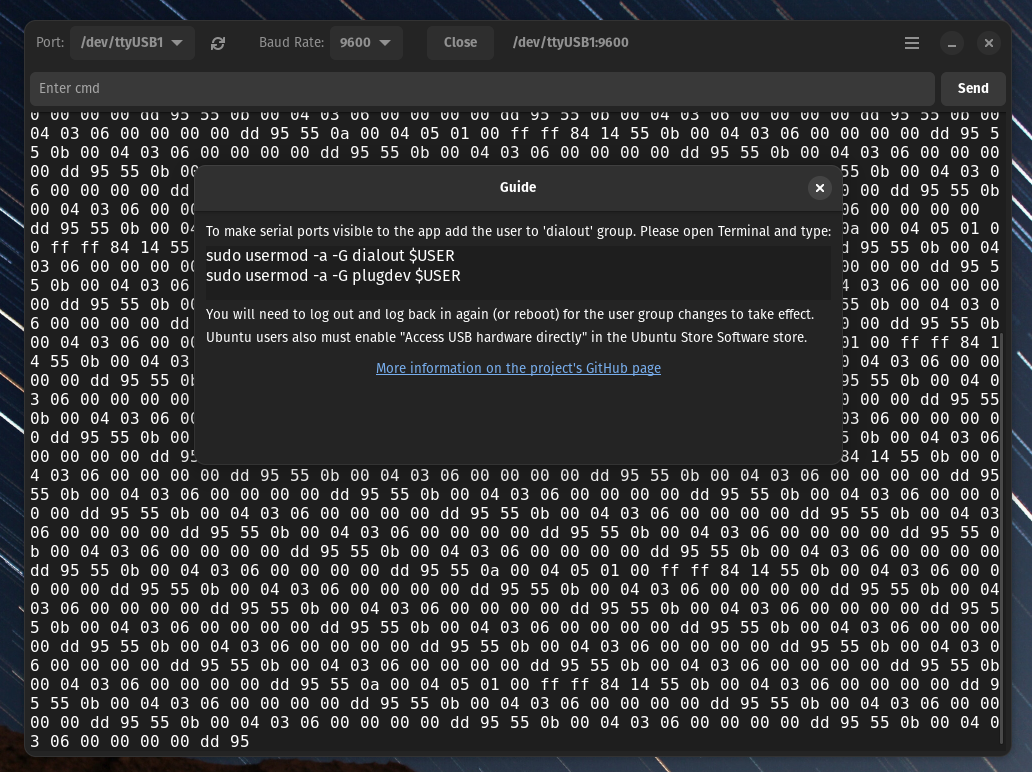 Port: /dev/ttyUSB1 Baud Rate: 9600 Close /dev/ttyUSB1:9600
Enter cmd Send
0 00 00 00 dd 95 55 0b 00 04 03 06 00 00 00 00 dd 95 55 0b 00 04 03 06 00 00 00 00 dd 95 55 0b 00
04 03 06 00 00 00 00 dd 95 55 0a 00 04 05 01 00 ff ff 84 14 55 0b 00 04 03 06 00 00 00 00 dd 95 5
5 0b 00 04 03 06 00 00 00 00 dd 95 55 0b 00 04 03 06 00 00 00 00 dd 95 55 0b 00 04 03 06 00 00 00
00 dd 95 55 0b 00 55 0b 00 04 03 0
6 00 00 00 00 dd 00 00 dd 95 55 0b
00 04 03 06 00 00 06 00 00 00 00
dd 95 55 0b 00 04 0a 00 04 05 01 0
0 ff ff 84 14 55 d 95 55 0b 00 04
03 06 00 00 00 00 00 00 00 dd 95 5
5 0b 00 04 03 06 04 03 06 00 00 00
00 dd 95 55 0b 00 55 0b 00 04 03 0
6 00 00 00 00 dd 00 00 dd 95 55 0b
00 04 03 06 00 00 01 00 ff ff 84 1
4 55 0b 00 04 03 04 03 06 00 00 00
00 00 dd 95 55 0b 95 55 0b 00 04 0
3 06 00 00 00 00 00 00 00 dd 95 55
0b 00 04 03 06 00 03 06 00 00 00 0
0 dd 95 55 0b 00 5 0b 00 04 03 06
00 00 00 00 dd 95 84 14 55 0b 00 0
Guide
To make serial ports visible to the app add the user to 'dialout' group. Please open Terminal and type:
sudo usermod -a -G dialout $USER
sudo usermod -a -G plugdev $USER
You will need to log out and log back in again (or reboot) for the user group changes to take effect.
Ubuntu users also must enable "Access USB hardware directly" in the Ubuntu Store Software store.
More information on the project's GitHub page
4 03 06 00 00 00 00 dd 95 55 0b 00 04 03 06 00 00 00 00 dd 95 55 0b 00 04 03 06 00 00 00 00 dd 95
55 0b 00 04 03 06 00 00 00 00 dd 95 55 0b 00 04 03 06 00 00 00 00 dd 95 55 0b 00 04 03 06 00 00 0
0 00 dd 95 55 0b 00 04 03 06 00 00 00 00 dd 95 55 0b 00 04 03 06 00 00 00 00 dd 95 55 0b 00 04 03
06 00 00 00 00 dd 95 55 0b 00 04 03 06 00 00 00 00 dd 95 55 0b 00 04 03 06 00 00 00 00 dd 95 55 0
b 00 04 03 06 00 00 00 00 dd 95 55 0b 00 04 03 06 00 00 00 00 dd 95 55 0b 00 04 03 06 00 00 00 00
dd 95 55 0b 00 04 03 06 00 00 00 00 dd 95 55 0a 00 04 05 01 00 ff ff 84 14 55 0b 00 04 03 06 00 0
0 00 00 dd 95 55 0b 00 04 03 06 00 00 00 00 dd 95 55 0b 00 04 03 06 00 00 00 00 dd 95 55 0b 00 04
03 06 00 00 00 00 dd 95 55 0b 00 04 03 06 00 00 00 00 dd 95 55 0b 00 04 03 06 00 00 00 00 dd 95 5
5 0b 00 04 03 06 00 00 00 00 dd 95 55 0b 00 04 03 06 00 00 00 00 dd 95 55 0b 00 04 03 06 00 00 00
00 dd 95 55 0b 00 04 03 06 00 00 00 00 dd 95 55 0b 00 04 03 06 00 00 00 00 dd 95 55 0b 00 04 03 0
6 00 00 00 00 dd 95 55 0b 00 04 03 06 00 00 00 00 dd 95 55 0b 00 04 03 06 00 00 00 00 dd 95 55 0b
00 04 03 06 00 00 00 00 dd 95 55 0a 00 04 05 01 00 ff ff 84 14 55 0b 00 04 03 06 00 00 00 00 dd 9
5 55 0b 00 04 03 06 00 00 00 00 dd 95 55 0b 00 04 03 06 00 00 00 00 dd 95 55 0b 00 04 03 06 00 00
00 00 dd 95 55 0b 00 04 03 06 00 00 00 00 dd 95 55 0b 00 04 03 06 00 00 00 00 dd 95 55 0b 00 04 0
3 06 00 00 00 00 dd 95